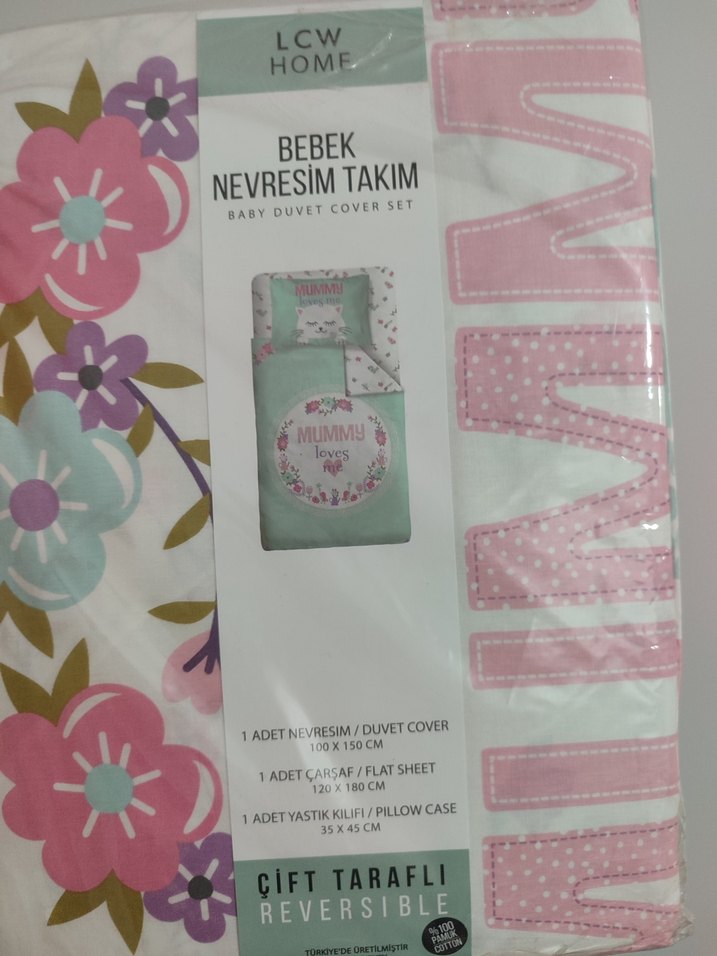 LCW
HOME
BEBEK
NEVRESİM TAKIM
BABY DUVET COVER SET
MUMMY
loves me
MUMMY
loves
me
1 ADET NEVRESIM / DUVET COVER
100 X 150 CM
1 ADET ÇARŞAF / FLAT SHEET
120 X 180 CM
1 ADET YASTIK KILIFI / PILLOW CASE
35 X 45 CM
ÇİFT TARAFLI
REVERSIBLE
%100
PAMUK
COTTON
TÜRKİYE'DE ÜRETİLMİŞTİR